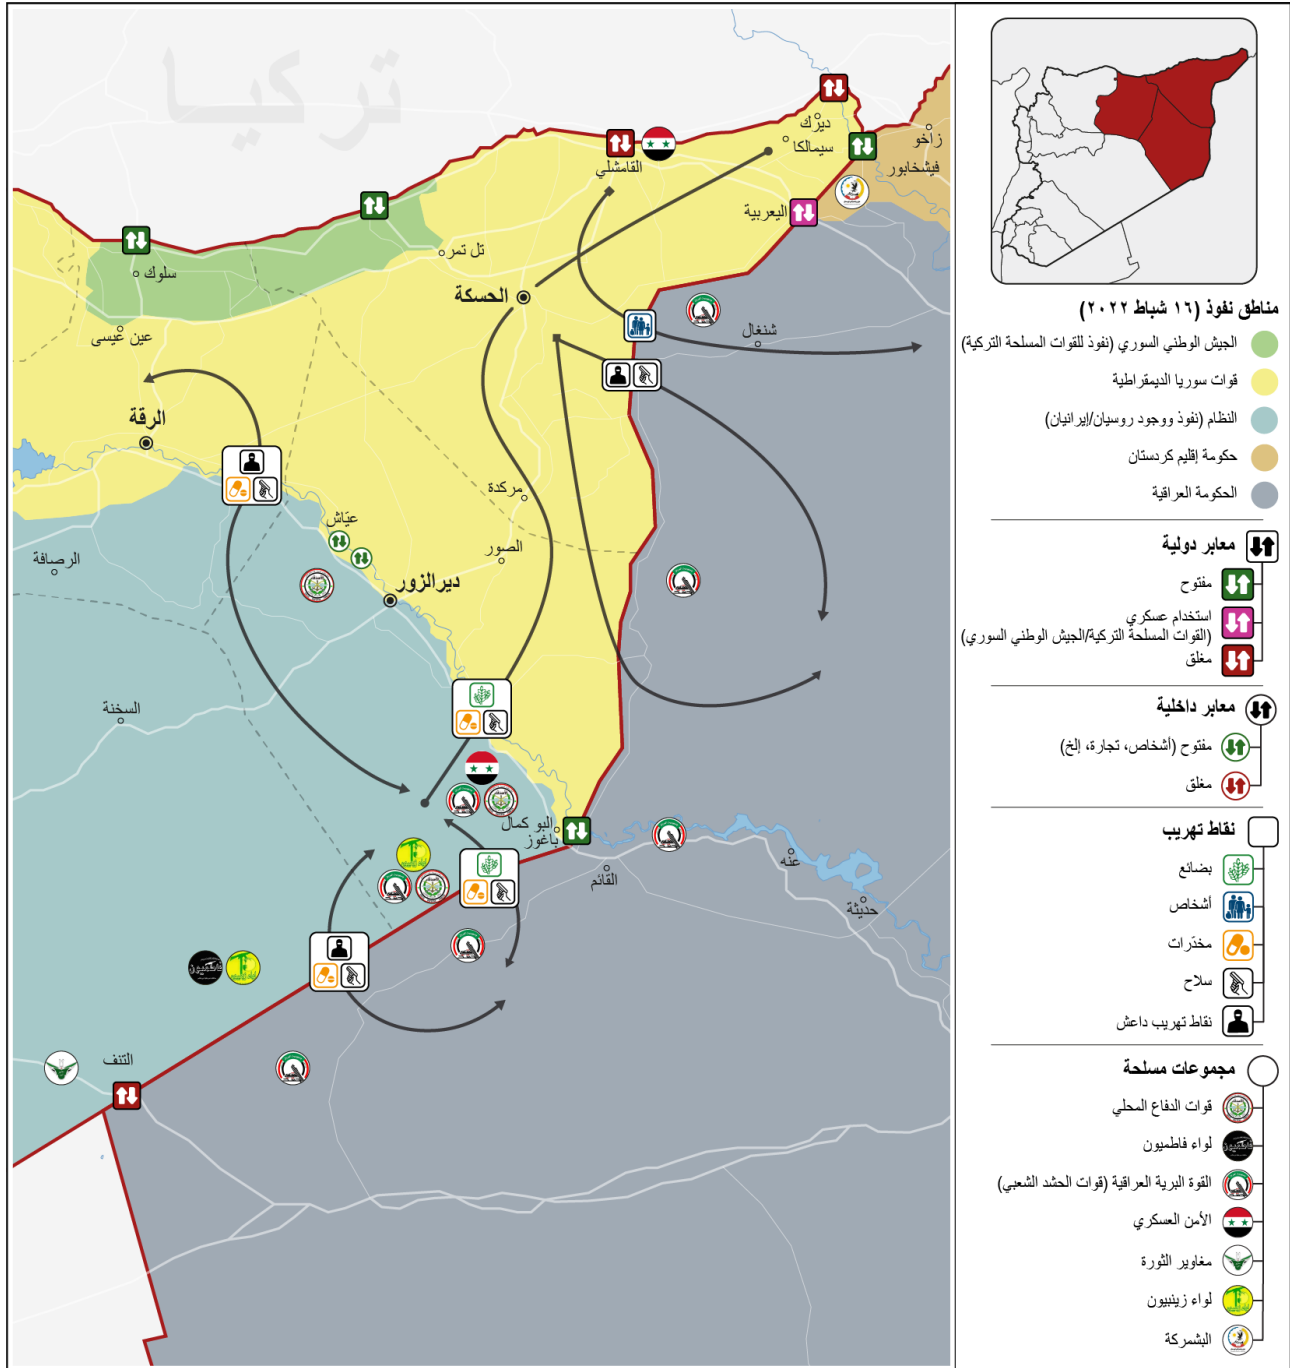 تركيا
ديرك
سيمالكا
زاخو
فيشخابور
القامشلي
اليعربية
تل تمر
سلوك
الحسكة
عين عيسى
شنغال
الرقة
مركدة
عيّاش
الصور
الرصافة
ديرالزور
السخنة
البو كمال
باغوز
القائم
عنه
حديثة
التنف
مناطق نفوذ (١٦ شباط ٢٠٢٢)
الجيش الوطني السوري (نفوذ للقوات المسلحة التركية)
قوات سوريا الديمقراطية
النظام (نفوذ ووجود روسيان/إيرانيان)
حكومة إقليم كردستان
الحكومة العراقية
معابر دولية
مفتوح
استخدام عسكري
(القوات المسلحة التركية/الجيش الوطني السوري)
مغلق
معابر داخلية
مفتوح (أشخاص، تجارة، إلخ)
مغلق
نقاط تهريب
بضائع
أشخاص
مخدّرات
سلاح
نقاط تهريب داعش
مجموعات مسلحة
قوات الدفاع المحلي
لواء فاطميون
القوة البرية العراقية (قوات الحشد الشعبي)
الأمن العسكري
مغاوير الثورة
لواء زينبيون
البشمركة